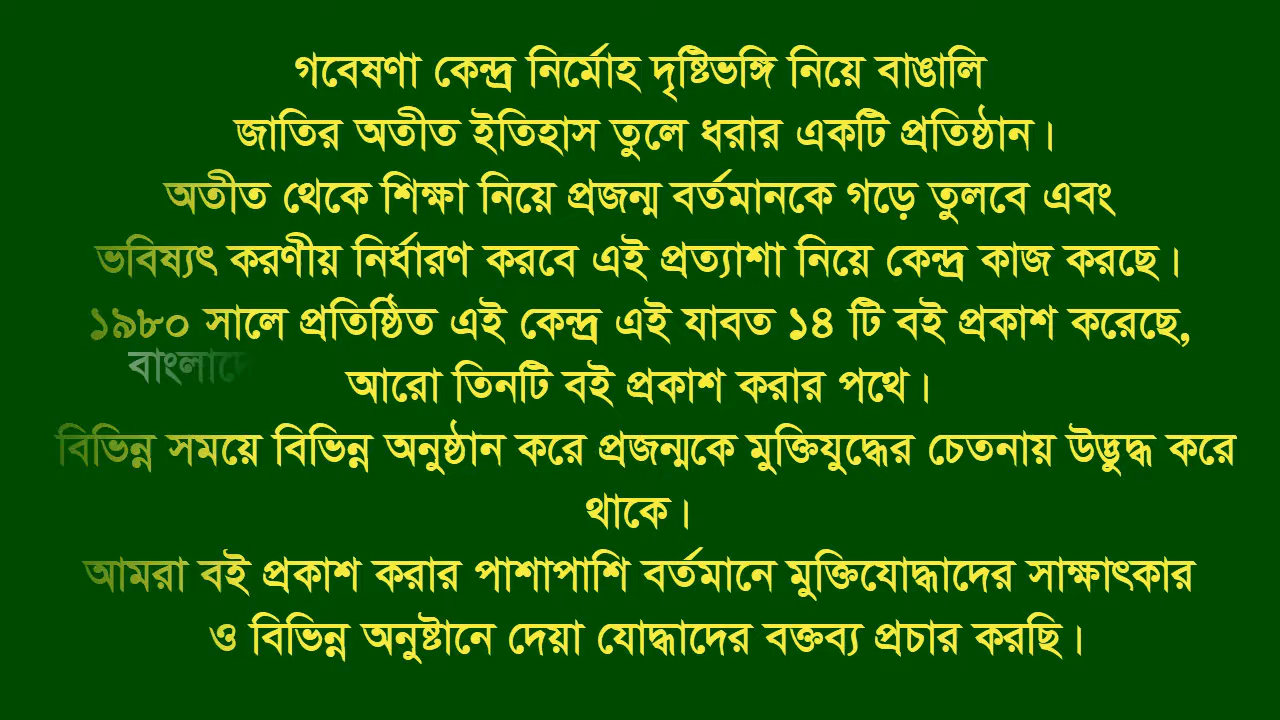 গবেষণা কেন্দ্র নির্মোহ দৃষ্টিভঙ্গি নিয়ে বাঙালি
জাতির অতীত ইতিহাস তুলে ধরার একটি প্রতিষ্ঠান।
অতীত থেকে শিক্ষা নিয়ে প্রজন্ম বর্তমানকে গড়ে তুলবে এবং
ভবিষ্যৎ করণীয় নির্ধারণ করবে এই প্রত্যাশা নিয়ে কেন্দ্র কাজ করছে।
১৯৮০ সালে প্রতিষ্ঠিত এই কেন্দ্র এই যাবত ১৪ টি বই প্রকাশ করেছে,
আরো তিনটি বই প্রকাশ করার পথে।
বিভিন্ন সময়ে বিভিন্ন অনুষ্ঠান করে প্রজন্মকে মুক্তিযুদ্ধের চেতনায় উদ্ভুদ্ধ করে
থাকে।
আমরা বই প্রকাশ করার পাশাপাশি বর্তমানে মুক্তিযোদ্ধাদের সাক্ষাৎকার
ও বিভিন্ন অনুষ্টানে দেয়া যোদ্ধাদের বক্তব্য প্রচার করছি।